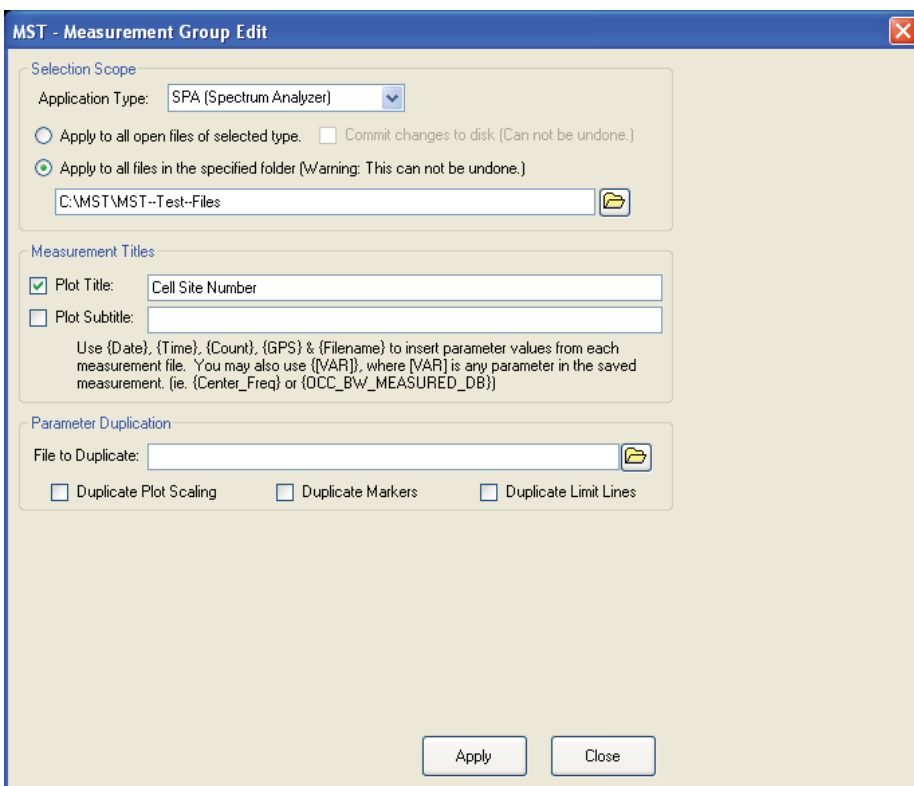 MST - Measurement Group Edit
Selection Scope
Application Type: SPA (Spectrum Analyzer)
Apply to all open files of selected type. Commit changes to disk (Can not be undone.)
Apply to all files in the specified folder (Warning: This can not be undone.)
C:\MST\MST--Test--Files
Measurement Titles
Plot Title: Cell Site Number
Plot Subtitle:
Use {Date}, {Time}, {Count}, {GPS} & {Filename} to insert parameter values from each
measurement file. You may also use {[VAR]}, where [VAR] is any parameter in the saved
measurement. (ie. {Center_Freq} or {OCC_BW_MEASURED_DB})
Parameter Duplication
File to Duplicate:
Duplicate Plot Scaling Duplicate Markers Duplicate Limit Lines
Apply Close